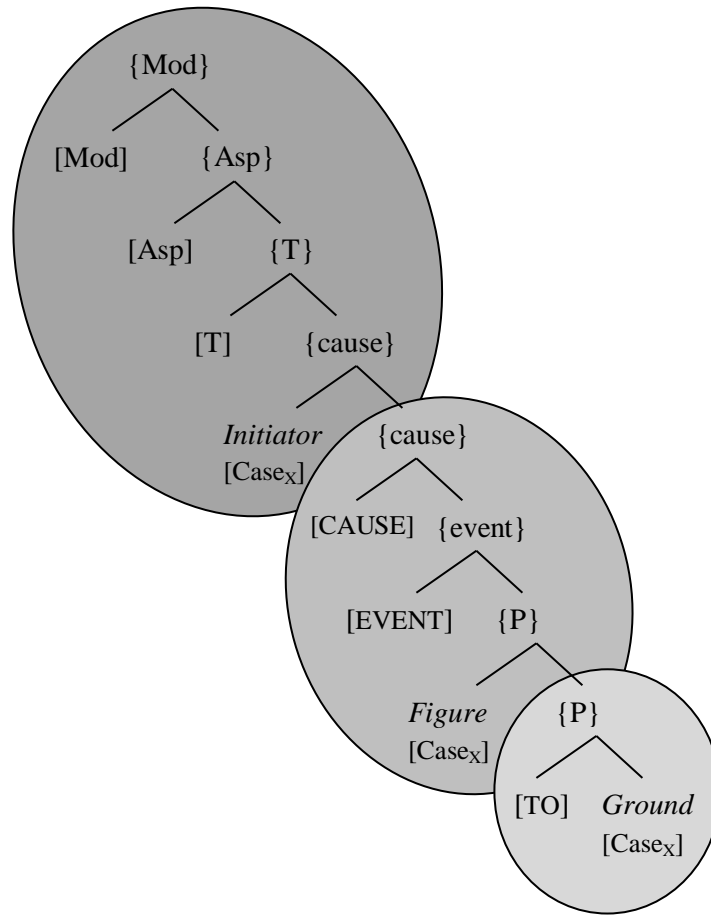 {Mod}
[Mod] {Asp}
[Asp] {T}
[T] {cause}
Initiator {cause}
[CaseX]
[CAUSE] {event}
[EVENT] {P}
Figure {P}
[CaseX]
[TO] Ground
[CaseX]